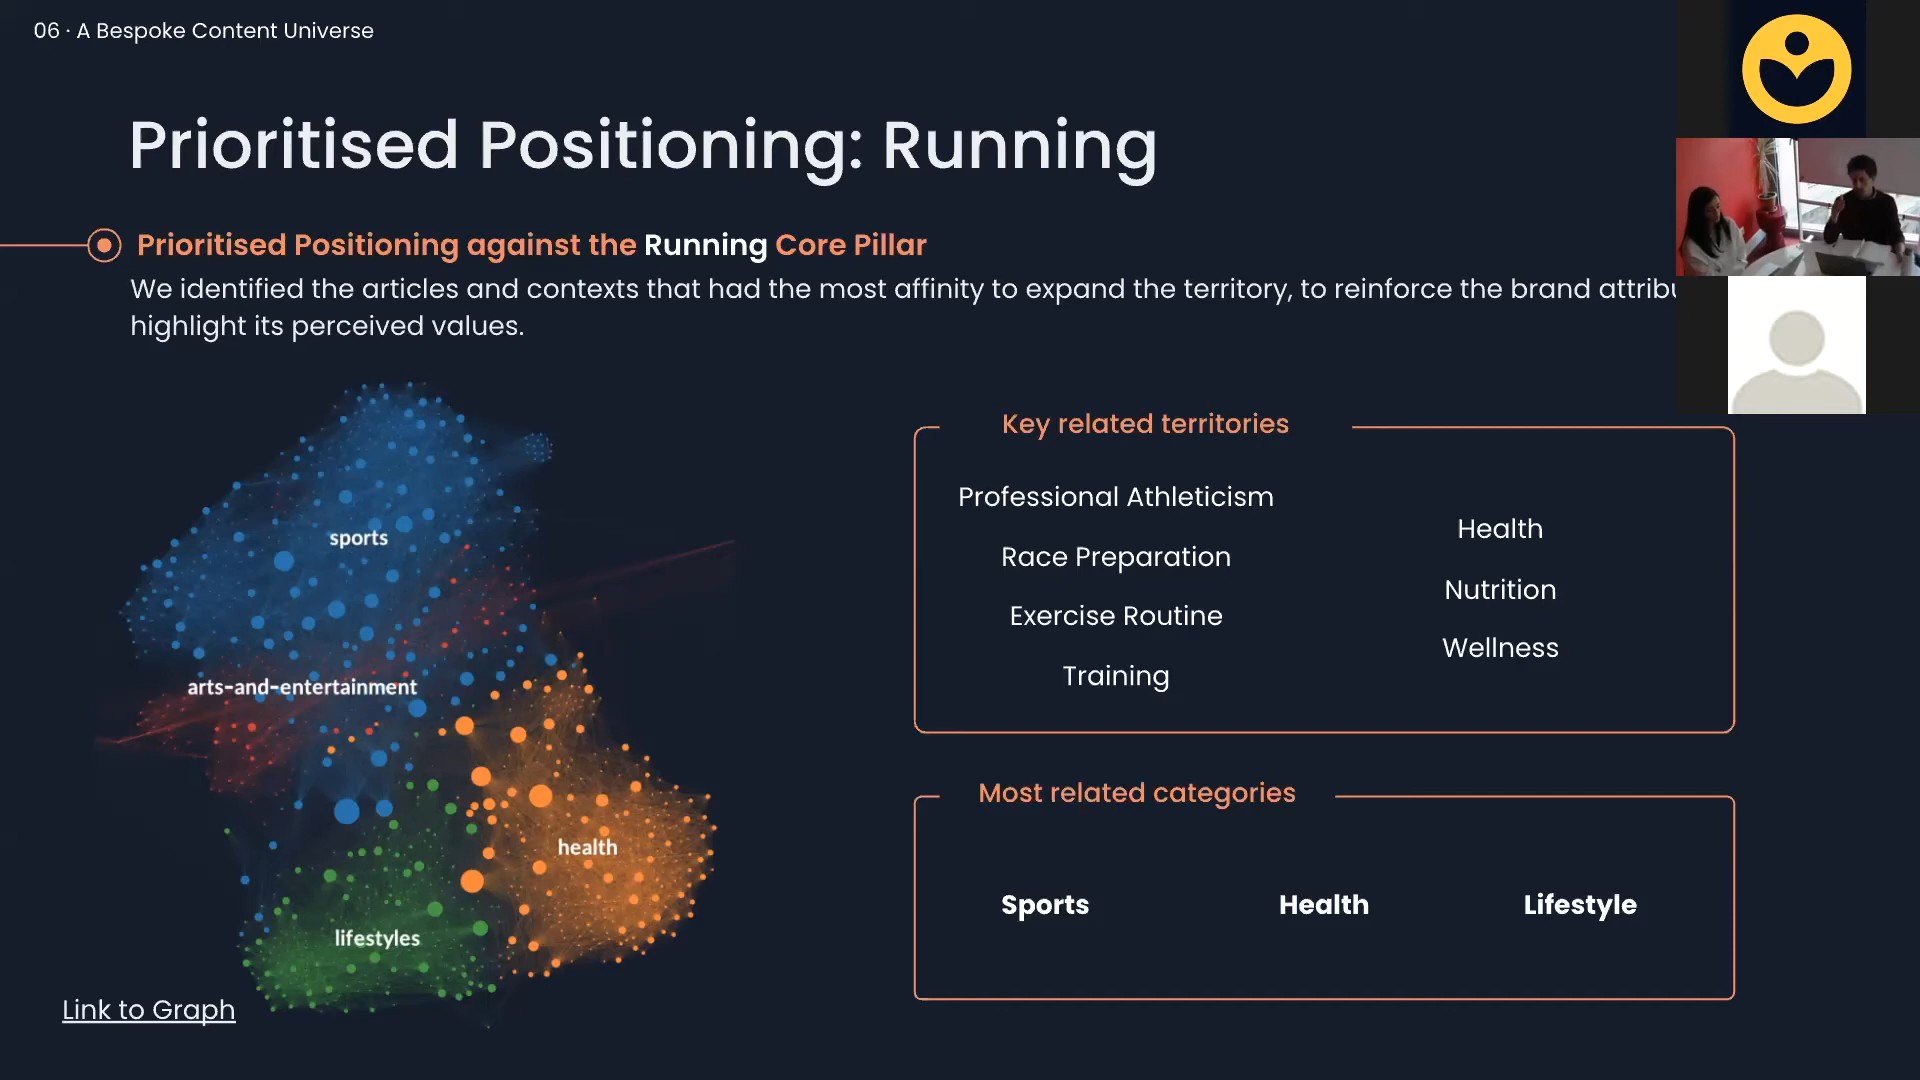 06 · A Bespoke Content Universe
Prioritised Positioning: Running
Prioritised Positioning against the Running Core Pillar
We identified the articles and contexts that had the most affinity to expand the territory, to reinforce the brand
highlight its perceived values.
sports
arts-and-entertainment
health
lifestyles
Link to Graph
Key related territories
Professional Athleticism
Race Preparation
Exercise Routine
Training
Health
Nutrition
Wellness
Most related categories
Sports Health Lifestyle